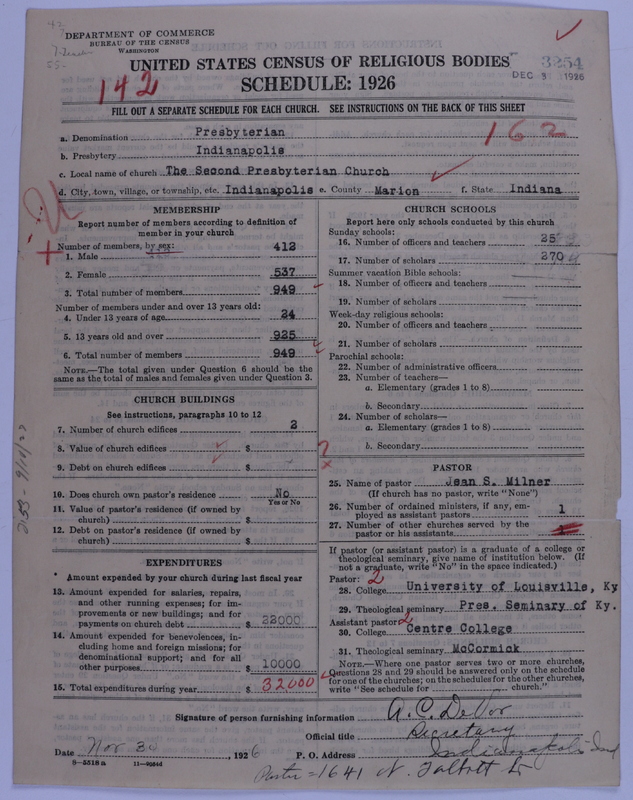 DEPARTMENT OF COMMERCE
BUREAU OF THE CENSUS
WASHINGTON
UNITED STATES CENSUS OF RELIGIOUS BODIES
3254
DEC 3 1926
SCHEDULE: 1926
142
FILL OUT A SEPARATE SCHEDULE FOR EACH CHURCH. SEE INSTRUCTIONS ON THE BACK OF THIS SHEET
a. Denomination Presbyterian
162
b. Presbytery Indianapolis
c. Local name of church The Second Presbyterian Church
d. City, town, village, or township, etc. Indianapolis e. County Marion f. State Indiana
MEMBERSHIP
Report number of members according to definition of
member in your church
Number of members, by sex:
1. Male 412
2. Female 537
3. Total number of members 949
Number of members under and over 13 years old:
4. Under 13 years of age 24
5. 13 years old and over 925
6. Total number of members 949
NOTE.—The total given under Question 6 should be
same as the total of males and females given under Question 3.
CHURCH BUILDINGS
See instructions, paragraphs 10 to 12
7. Number of church edifices 2
8. Value of church edifices $
9. Debt on church edifices $
10. Does church own pastor's residence No
Yes or No
11. Value of pastor's residence (if owned by
church) $
12. Debt on pastor's residence (if owned by
church) $
EXPENDITURES
Amount expended by your church during last fiscal year
13. Amount expended for salaries, repairs,
and other running expenses; for im-
provements or new buildings; and for
payments on church debt $ 22000
14. Amount expended for benevolences, in-
cluding home and foreign missions; for
denominational support; and for all
other purposes $ 10000
15. Total expenditures during year $ 32000
CHURCH SCHOOLS
Report here only schools conducted by this church
Sunday schools:
16. Number of officers and teachers 25
17. Number of scholars 270
Summer vacation Bible schools:
18. Number of officers and teachers
19. Number of scholars
Week-day religious schools:
20. Number of officers and teachers
21. Number of scholars
Parochial schools:
22. Number of administrative officers
23. Number of teachers—
a. Elementary (grades 1 to 8)
b. Secondary
24. Number of scholars—
a. Elementary (grades 1 to 8)
b. Secondary
?
PASTOR
25. Name of pastor Jean S. Milner
(If church has no pastor, write "None")
26. Number of ordained ministers, if any, em-
ployed as assistant pastors 1
27. Number of other churches served by the
pastor or his assistants
If pastor (or assistant pastor) is a graduate of a college or
theological seminary, give name of institution below. (If
not a graduate, write "No" in the space indicated.)
Pastor: 2
28. College University of Louisville, Ky
29. Theological seminary Pres. Seminary of Ky.
Assistant pastor: 2
30. College Centre College
31. Theological seminary McCormick
NOTE.—Where one pastor serves two or more churches,
Questions 28 and 29 should be answered only on the schedule
for one of the churches; on the schedules for the other churches,
write "See schedule for church."
Signature of person furnishing information A. C. DeVor
Official title Secretary
Date Nov 30, 1926 P. O. Address Indianapolis Ind
8—5518a 11—90544
Pastor = 1641 N. Talbott St